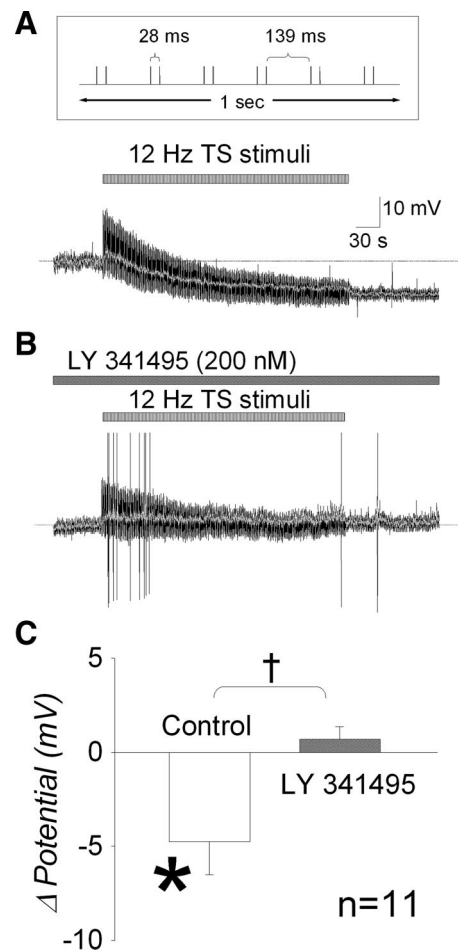 A
28 ms
139 ms
1 sec
12 Hz TS stimuli
10 mV
30 s
B
LY 341495 (200 nM)
12 Hz TS stimuli
C
5
†
Control
0
LY 341495
-5
*
n=11
-10
Δ Potential (mV)